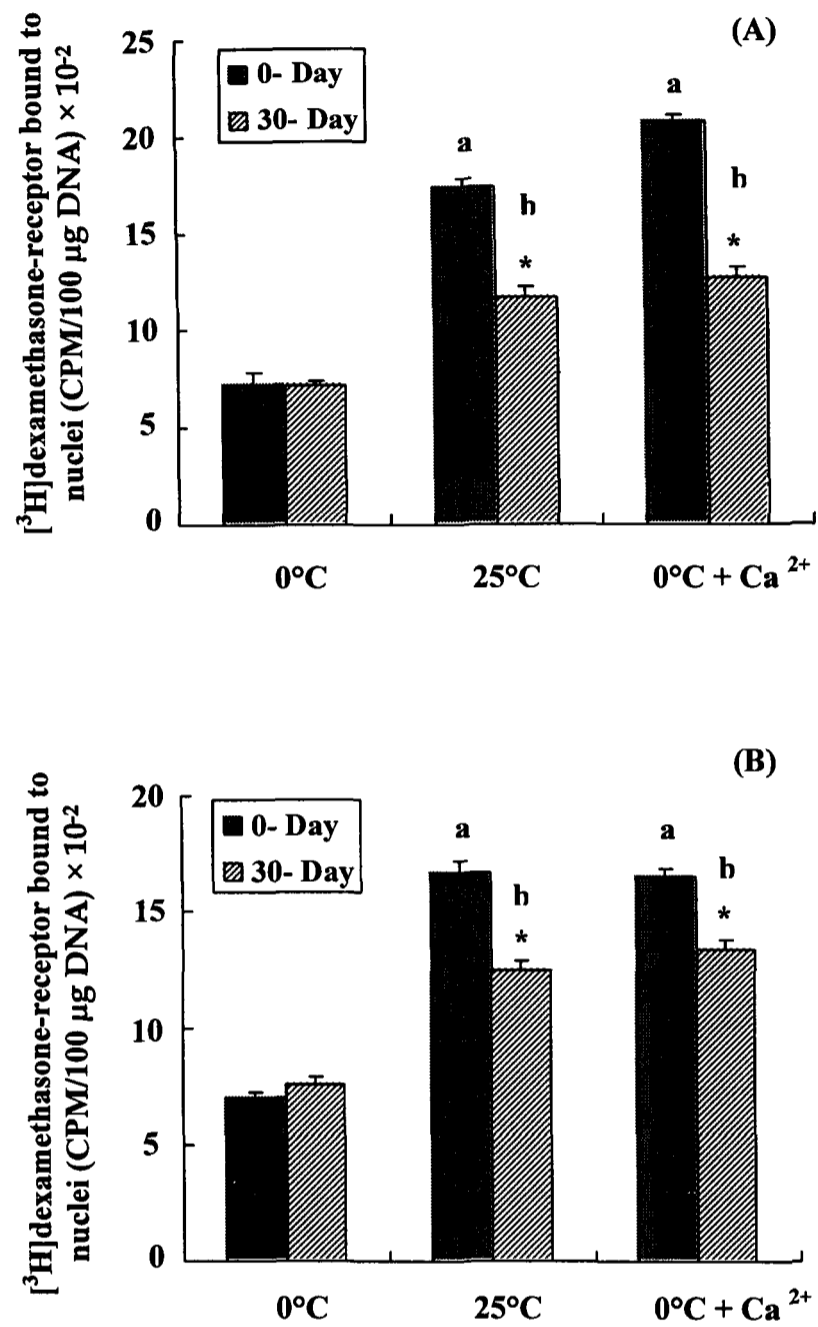 (A)
[³H]dexamethasone-receptor bound to
nuclei (CPM/100 µg DNA) × 10⁻²
25
20
15
10
5
0
0- Day
30- Day
a
b
*
a
b
*
0°C
25°C
0°C + Ca ²⁺
(B)
[³H]dexamethasone-receptor bound to
nuclei (CPM/100 µg DNA) × 10⁻²
20
15
10
5
0
0- Day
30- Day
a
b
*
a
b
*
0°C
25°C
0°C + Ca ²⁺